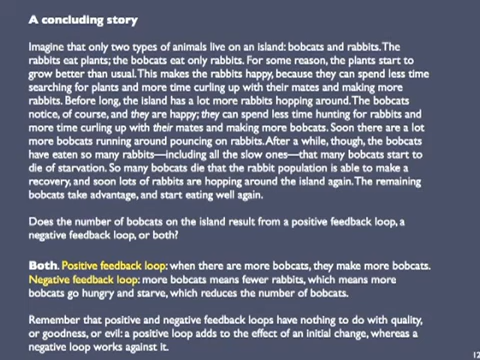 A concluding story
Imagine that only two types of animals live on an island: bobcats and rabbits. The
rabbits eat plants; the bobcats eat only rabbits. For some reason, the plants start to
grow better than usual. This makes the rabbits happy, because they can spend less time
searching for plants and more time curling up with their mates and making more
rabbits. Before long, the island has a lot more rabbits hopping around. The bobcats
notice, of course, and they are happy; they can spend less time hunting for rabbits and
more time curling up with their mates and making more bobcats. Soon there are a lot
more bobcats running around pouncing on rabbits. After a while, though, the bobcats
have eaten so many rabbits—including all the slow ones—that many bobcats start to
die of starvation. So many bobcats die that the rabbit population is able to make a
recovery, and soon lots of rabbits are hopping around the island again. The remaining
bobcats take advantage, and start eating well again.
Does the number of bobcats on the island result from a positive feedback loop, a
negative feedback loop, or both?
Both. Positive feedback loop: when there are more bobcats, they make more bobcats.
Negative feedback loop: more bobcats means fewer rabbits, which means more
bobcats go hungry and starve, which reduces the number of bobcats.
Remember that positive and negative feedback loops have nothing to do with quality,
or goodness, or evil: a positive loop adds to the effect of an initial change, whereas a
negative loop works against it.
12